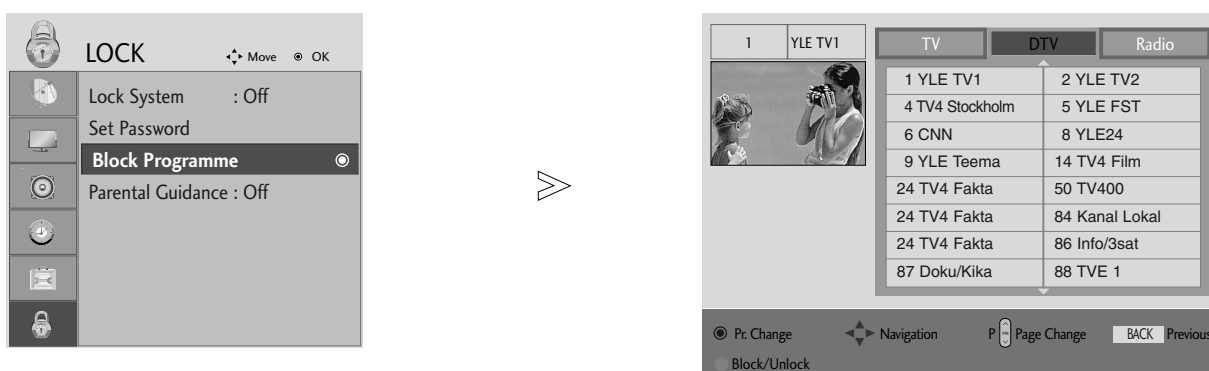 LOCK Move OK
Lock System : Off
Set Password
Block Programme
Parental Guidance : Off
1 YLE TV1
TV DTV Radio
1 YLE TV1 2 YLE TV2
4 TV4 Stockholm 5 YLE FST
6 CNN 8 YLE24
9 YLE Teema 14 TV4 Film
24 TV4 Fakta 50 TV400
24 TV4 Fakta 84 Kanal Lokal
24 TV4 Fakta 86 Info/3sat
87 Doku/Kika 88 TVE 1
Pr. Change Navigation P Page Change BACK Previous
Block/Unlock